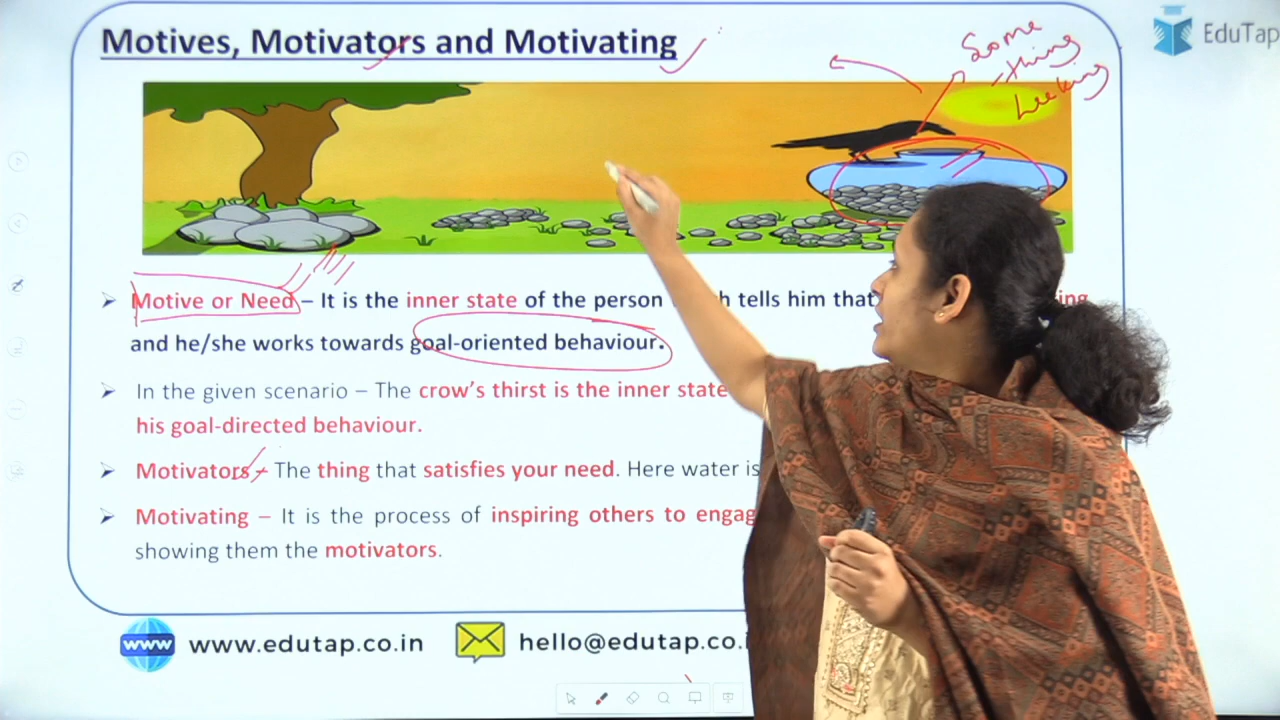 Motives, Motivators and Motivating
EduTap
Some
-thing
Lucking
Motive or Need – It is the inner state of the person h tells him that ing
and he/she works towards goal-oriented behaviour.
In the given scenario – The crow's thirst is the inner state
his goal-directed behaviour.
Motivators – The thing that satisfies your need. Here water is
Motivating – It is the process of inspiring others to engag
showing them the motivators.
www
www.edutap.co.in
hello@edutap.co.i